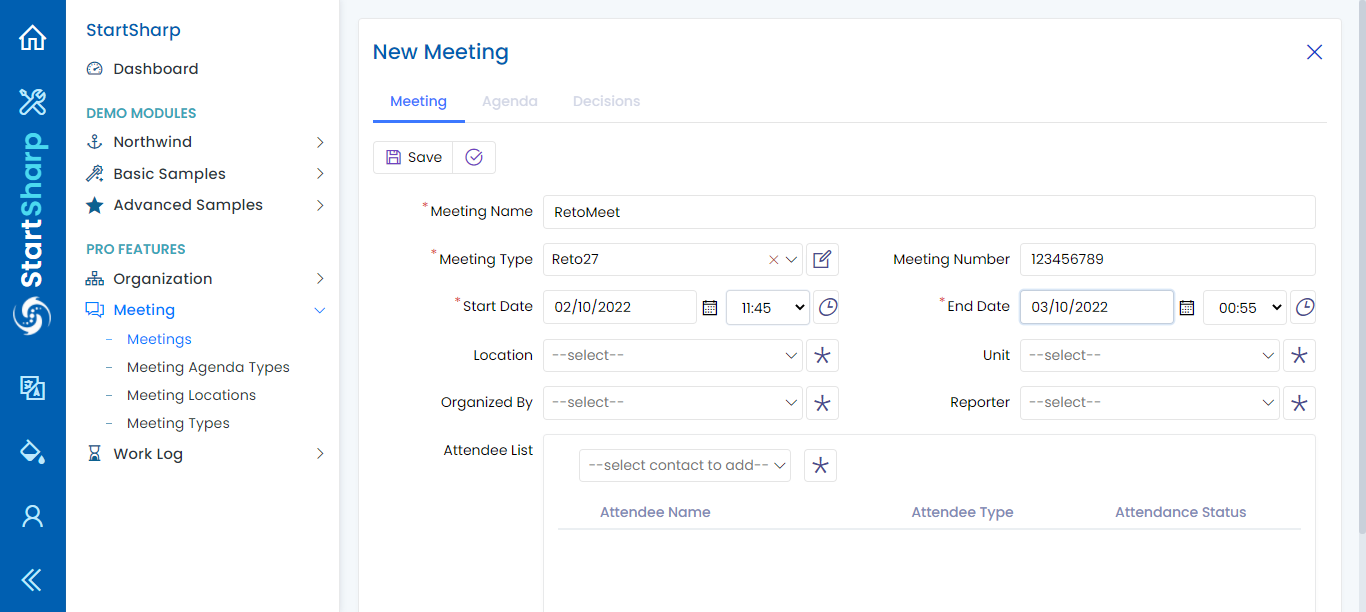 StartSharp
StartSharp
Dashboard
DEMO MODULES
Northwind
Basic Samples
Advanced Samples
PRO FEATURES
Organization
Meeting
Meetings
Meeting Agenda Types
Meeting Locations
Meeting Types
Work Log
New Meeting
Meeting Agenda Decisions
Save
*Meeting Name RetoMeet
*Meeting Type Reto27 Meeting Number 123456789
*Start Date 02/10/2022 11:45 *End Date 03/10/2022 00:55
Location --select-- Unit --select--
Organized By --select-- Reporter --select--
Attendee List
--select contact to add--
Attendee Name Attendee Type Attendance Status